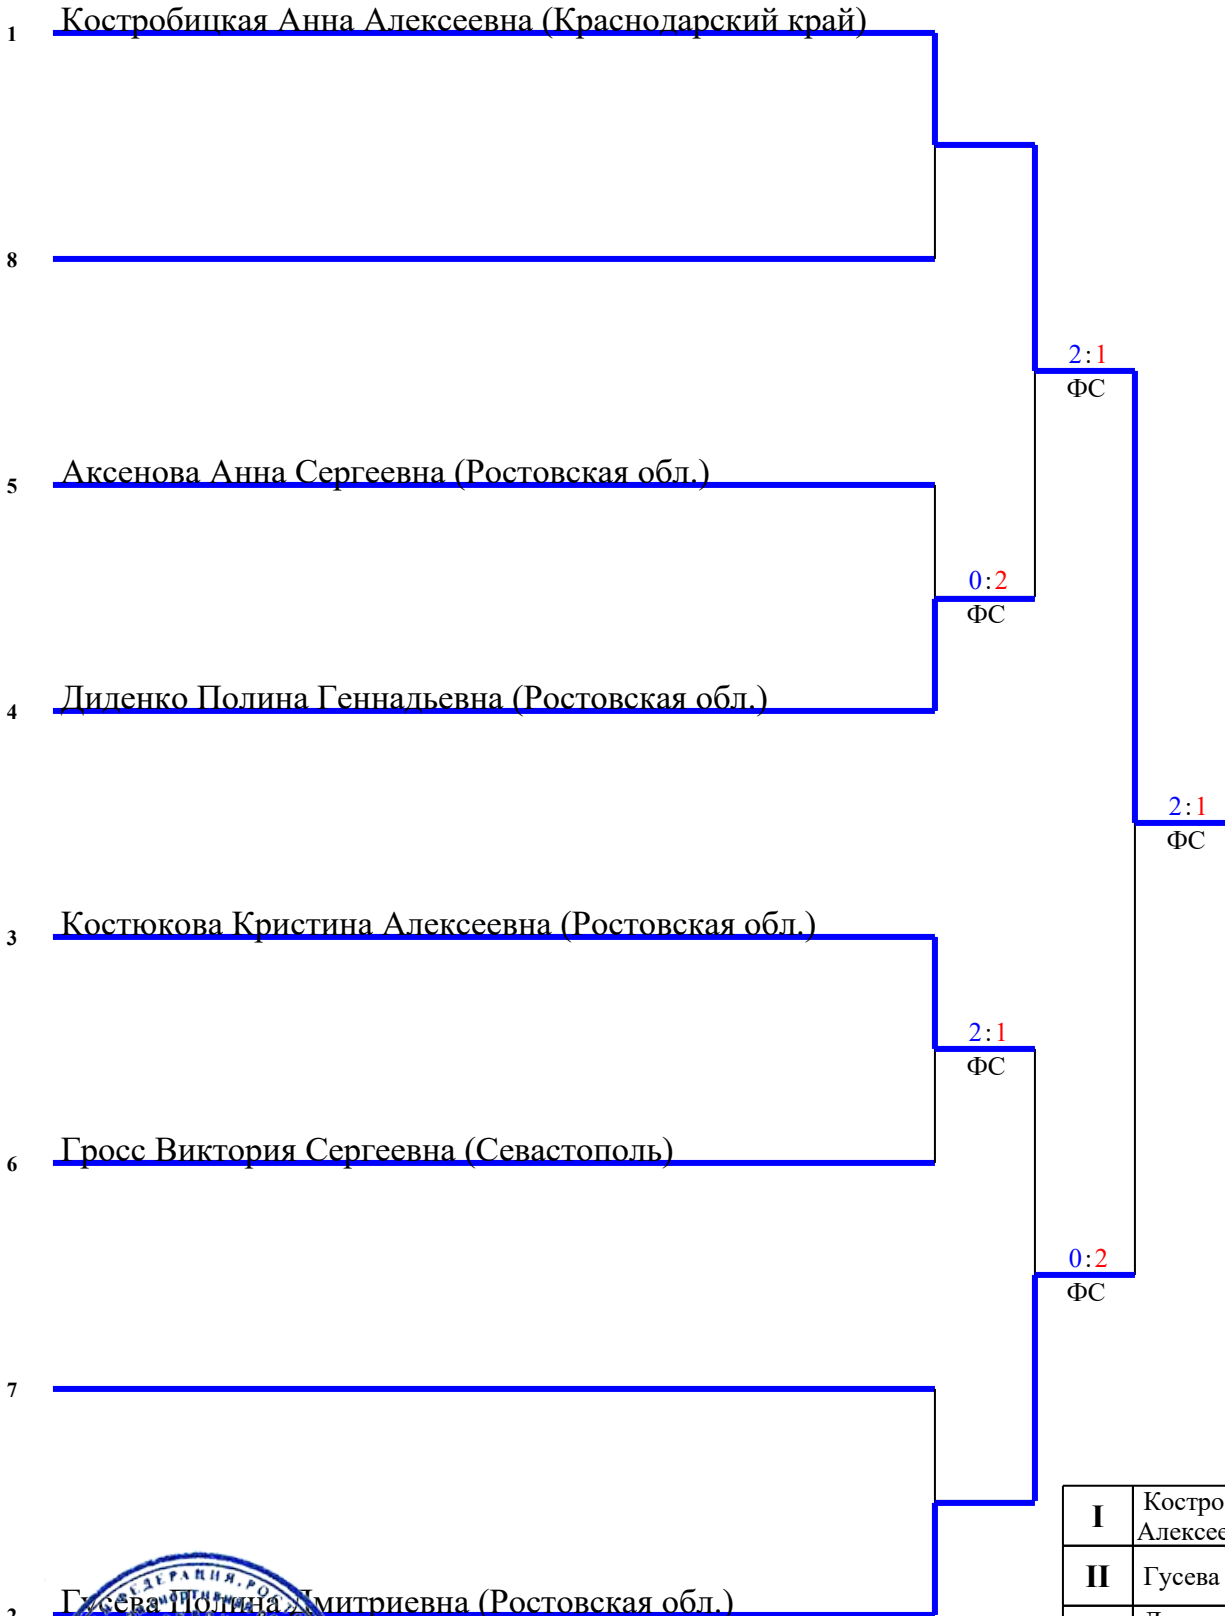 1 Костробицкая Анна Алексеевна (Краснодарский край)
8
2:1
ФС
5 Аксенова Анна Сергеевна (Ростовская обл.)
0:2
ФС
4 Диденко Полина Геннадьевна (Ростовская обл.)
2:1
ФС
3 Костюкова Кристина Алексеевна (Ростовская обл.)
2:1
ФС
6 Гросс Виктория Сергеевна (Севастополь)
0:2
ФС
7
I Костро
Алексее
II Гусева
2 Гусева Полина Дмитриевна (Ростовская обл.)